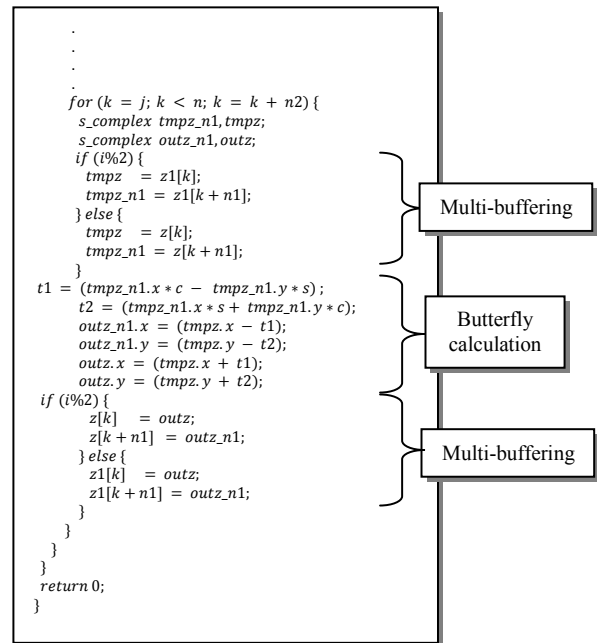 .
.
.
.
for (k = j; k < n; k = k + n2) {
s_complex tmpz_n1, tmpz;
s_complex outz_n1, outz;
if (i%2) {
tmpz = z1[k];
tmpz_n1 = z1[k + n1];
} else {
tmpz = z[k];
tmpz_n1 = z[k + n1];
}
Multi-buffering
t1 = (tmpz_n1.x * c − tmpz_n1.y * s) ;
t2 = (tmpz_n1.x * s + tmpz_n1.y * c);
outz_n1.x = (tmpz.x − t1);
outz_n1.y = (tmpz.y − t2);
outz.x = (tmpz.x + t1);
outz.y = (tmpz.y + t2);
Butterfly
calculation
if (i%2) {
z[k] = outz;
z[k + n1] = outz_n1;
} else {
z1[k] = outz;
z1[k + n1] = outz_n1;
}
Multi-buffering
}
}
}
return 0;
}